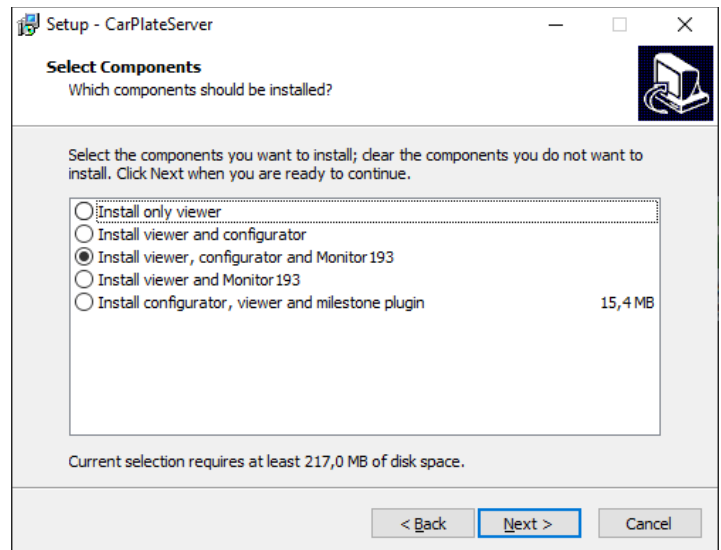 Setup - CarPlateServer
Select Components
Which components should be installed?
Select the components you want to install; clear the components you do not want to
install. Click Next when you are ready to continue.
Install only viewer
Install viewer and configurator
Install viewer, configurator and Monitor193
Install viewer and Monitor193
Install configurator, viewer and milestone plugin 15,4 MB
Current selection requires at least 217,0 MB of disk space.
< Back Next > Cancel